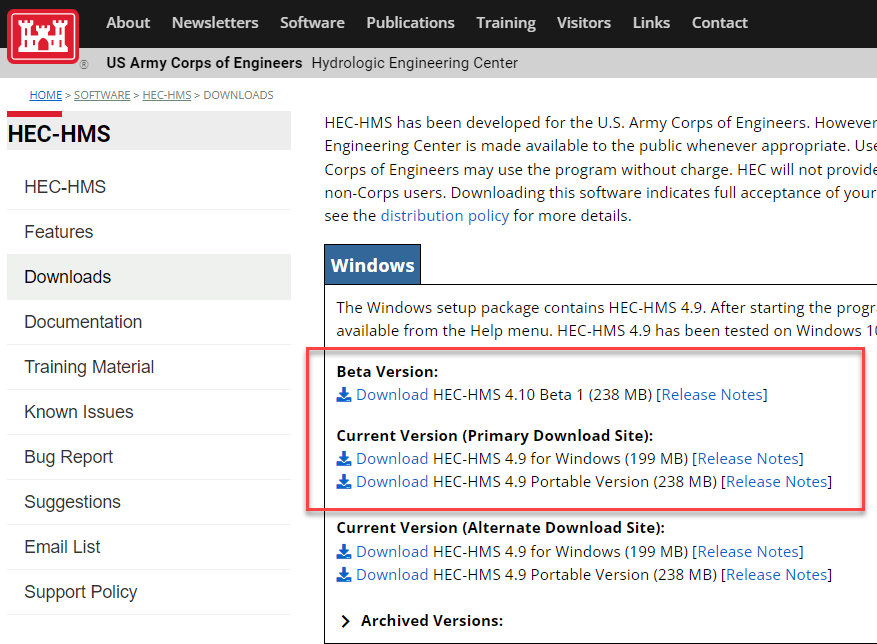 About Newsletters Software Publications Training Visitors Links Contact
®
US Army Corps of Engineers Hydrologic Engineering Center
HOME > SOFTWARE > HEC-HMS > DOWNLOADS
HEC-HMS
HEC-HMS
Features
Downloads
Documentation
Training Material
Known Issues
Bug Report
Suggestions
Email List
Support Policy
HEC-HMS has been developed for the U.S. Army Corps of Engineers. However
Engineering Center is made available to the public whenever appropriate. Use
Corps of Engineers may use the program without charge. HEC will not provide
non-Corps users. Downloading this software indicates full acceptance of your
see the distribution policy for more details.
Windows
The Windows setup package contains HEC-HMS 4.9. After starting the progra
available from the Help menu. HEC-HMS 4.9 has been tested on Windows 10
Beta Version:
Download HEC-HMS 4.10 Beta 1 (238 MB) [Release Notes]
Current Version (Primary Download Site):
Download HEC-HMS 4.9 for Windows (199 MB) [Release Notes]
Download HEC-HMS 4.9 Portable Version (238 MB) [Release Notes]
Current Version (Alternate Download Site):
Download HEC-HMS 4.9 for Windows (199 MB) [Release Notes]
Download HEC-HMS 4.9 Portable Version (238 MB) [Release Notes]
Archived Versions: